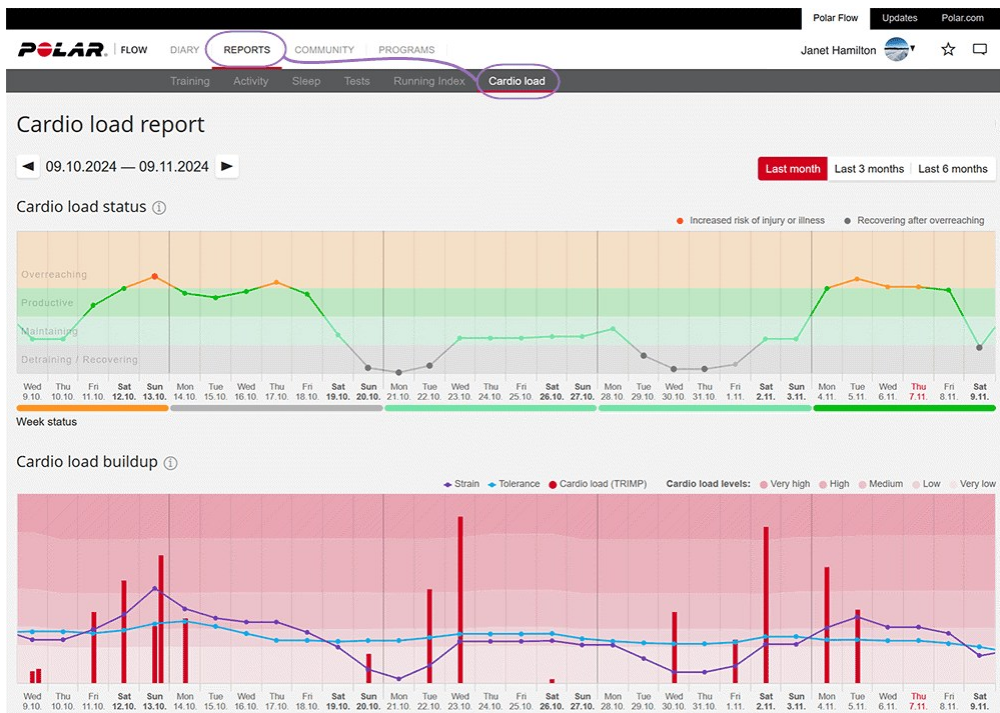 Polar Flow Updates Polar.com
POLAR. FLOW DIARY REPORTS COMMUNITY PROGRAMS Janet Hamilton
Training Activity Sleep Tests Running Index Cardio load
Cardio load report
09.10.2024 — 09.11.2024
Last month Last 3 months Last 6 months
Cardio load status
Increased risk of injury or illness Recovering after overreaching
Overreaching
Productive
Maintaining
Detraining / Recovering
Wed Thu Fri Sat Sun Mon Tue Wed Thu Fri Sat Sun Mon Tue Wed Thu Fri Sat Sun Mon Tue Wed Thu Fri Sat Sun Mon Tue Wed Thu Fri Sat
9.10. 10.10. 11.10. 12.10. 13.10. 14.10. 15.10. 16.10. 17.10. 18.10. 19.10. 20.10. 21.10. 22.10. 23.10. 24.10. 25.10. 26.10. 27.10. 28.10. 29.10. 30.10. 31.10. 1.11. 2.11. 3.11. 4.11. 5.11. 6.11. 7.11. 8.11. 9.11.
Week status
Cardio load buildup
Strain Tolerance Cardio load (TRIMP) Cardio load levels: Very high High Medium Low Very low
Wed Thu Fri Sat Sun Mon Tue Wed Thu Fri Sat Sun Mon Tue Wed Thu Fri Sat Sun Mon Tue Wed Thu Fri Sat Sun Mon Tue Wed Thu Fri Sat
9.10. 10.10. 11.10. 12.10. 13.10. 14.10. 15.10. 16.10. 17.10. 18.10. 19.10. 20.10. 21.10. 22.10. 23.10. 24.10. 25.10. 26.10. 27.10. 28.10. 29.10. 30.10. 31.10. 1.11. 2.11. 3.11. 4.11. 5.11. 6.11. 7.11. 8.11. 9.11.